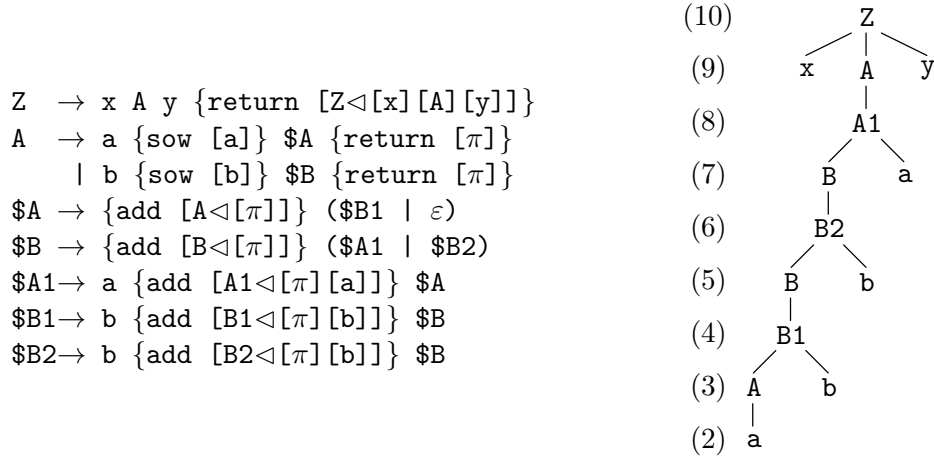 Z → x A y {return [Z◁[x][A][y]]}
A → a {sow [a]} $A {return [π]}
| b {sow [b]} $B {return [π]}
$A → {add [A◁[π]]} ($B1 | ε)
$B → {add [B◁[π]]} ($A1 | $B2)
$A1→ a {add [A1◁[π][a]]} $A
$B1→ b {add [B1◁[π][b]]} $B
$B2→ b {add [B2◁[π][b]]} $B
(10) Z
(9) x A y
(8) A1
(7) B a
(6) B2
(5) B b
(4) B1
(3) A b
(2) a